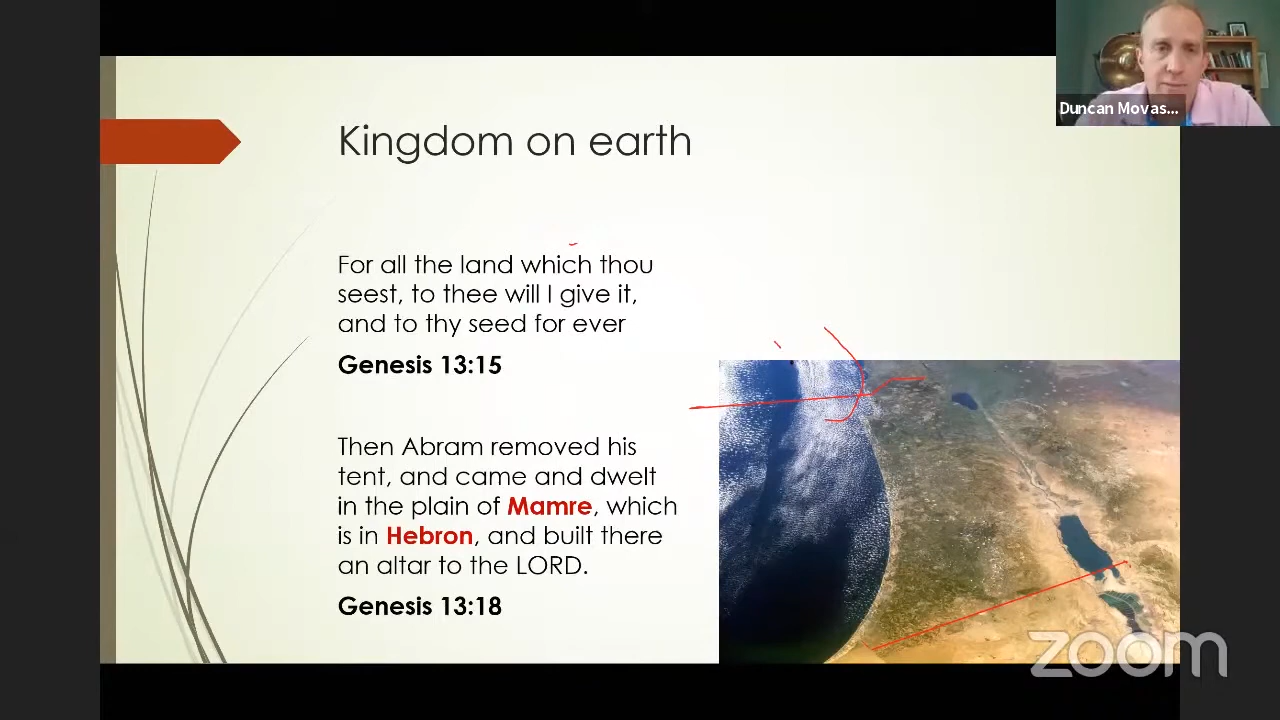 Duncan Movas...
Kingdom on earth
For all the land which thou
seest, to thee will I give it,
and to thy seed for ever
Genesis 13:15
Then Abram removed his
tent, and came and dwelt
in the plain of Mamre, which
is in Hebron, and built there
an altar to the LORD.
Genesis 13:18
zoom